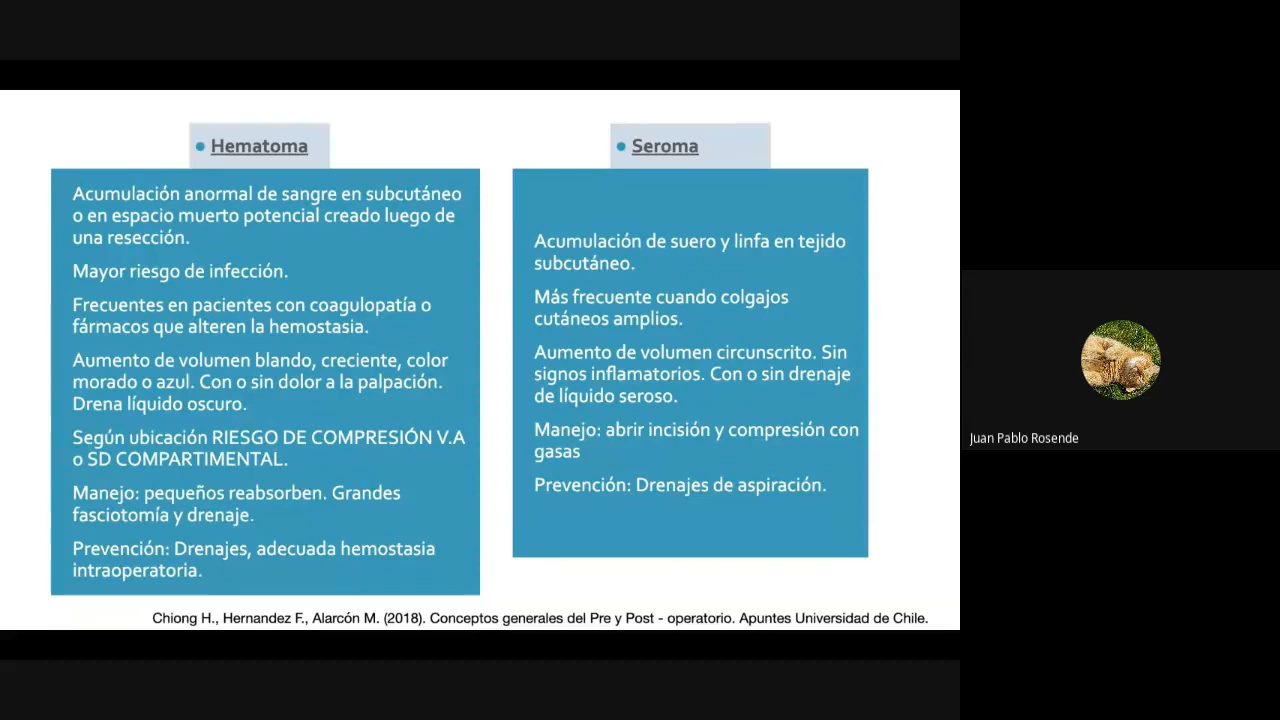 Hematoma
Acumulación anormal de sangre en subcutáneo
o en espacio muerto potencial creado luego de
una resección.
Mayor riesgo de infección.
Frecuentes en pacientes con coagulopatía o
fármacos que alteren la hemostasia.
Aumento de volumen blando, creciente, color
morado o azul. Con o sin dolor a la palpación.
Drena líquido oscuro.
Según ubicación RIESGO DE COMPRESIÓN V.A
o SD COMPARTIMENTAL.
Manejo: pequeños reabsorben. Grandes
fasciotomía y drenaje.
Prevención: Drenajes, adecuada hemostasia
intraoperatoria.
Seroma
Acumulación de suero y linfa en tejido
subcutáneo.
Más frecuente cuando colgajos
cutáneos amplios.
Aumento de volumen circunscrito. Sin
signos inflamatorios. Con o sin drenaje
de líquido seroso.
Manejo: abrir incisión y compresión con
gasas
Prevención: Drenajes de aspiración.
Chiong H., Hernandez F., Alarcón M. (2018). Conceptos generales del Pre y Post - operatorio. Apuntes Universidad de Chile.
Juan Pablo Rosende